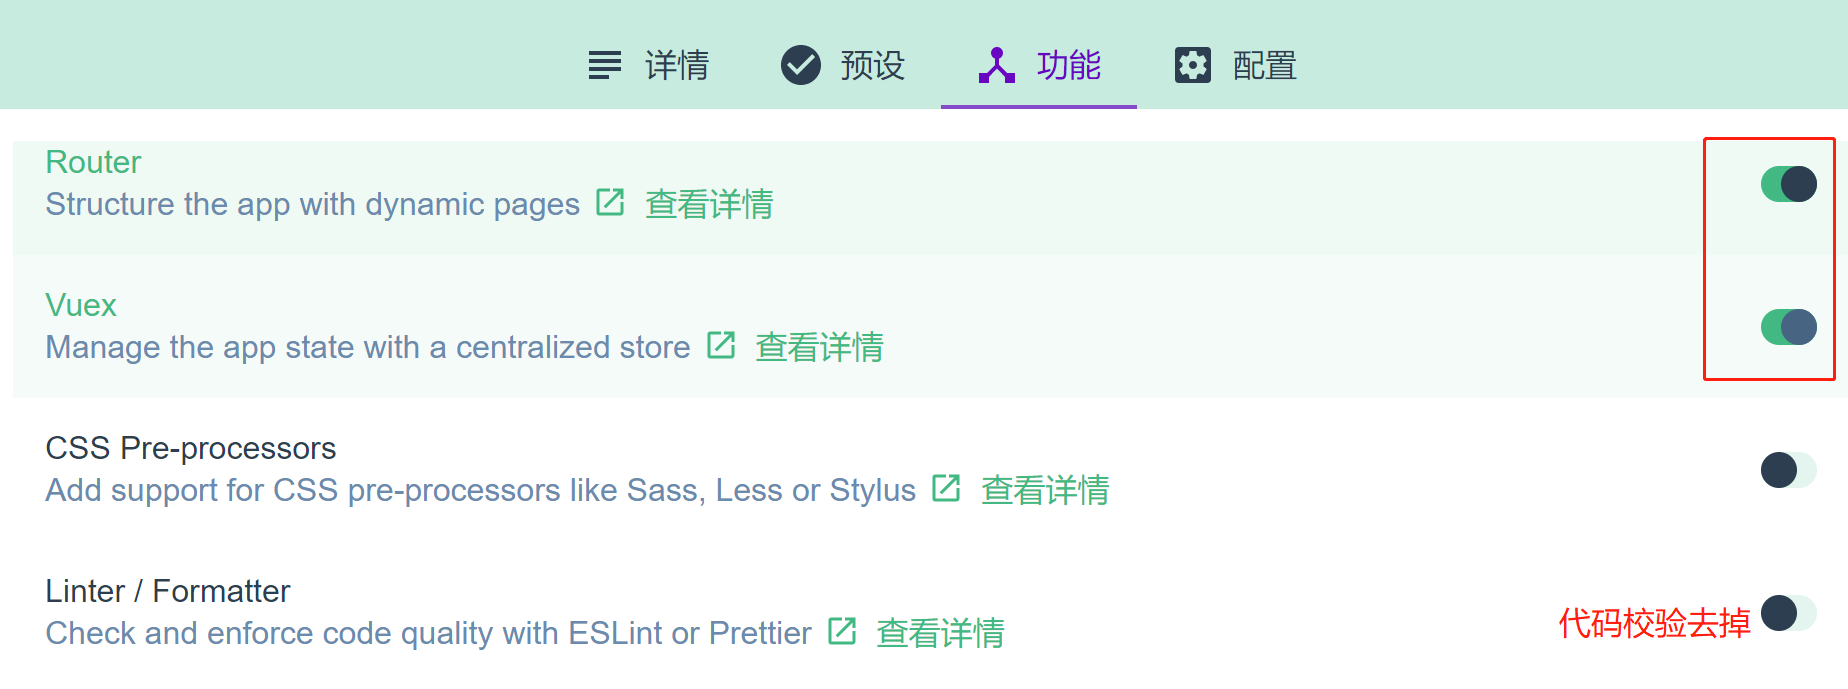 详情 预设 功能 配置
Router
Structure the app with dynamic pages 查看详情
Vuex
Manage the app state with a centralized store 查看详情
CSS Pre-processors
Add support for CSS pre-processors like Sass, Less or Stylus 查看详情
Linter / Formatter
Check and enforce code quality with ESLint or Prettier 查看详情
代码校验去掉